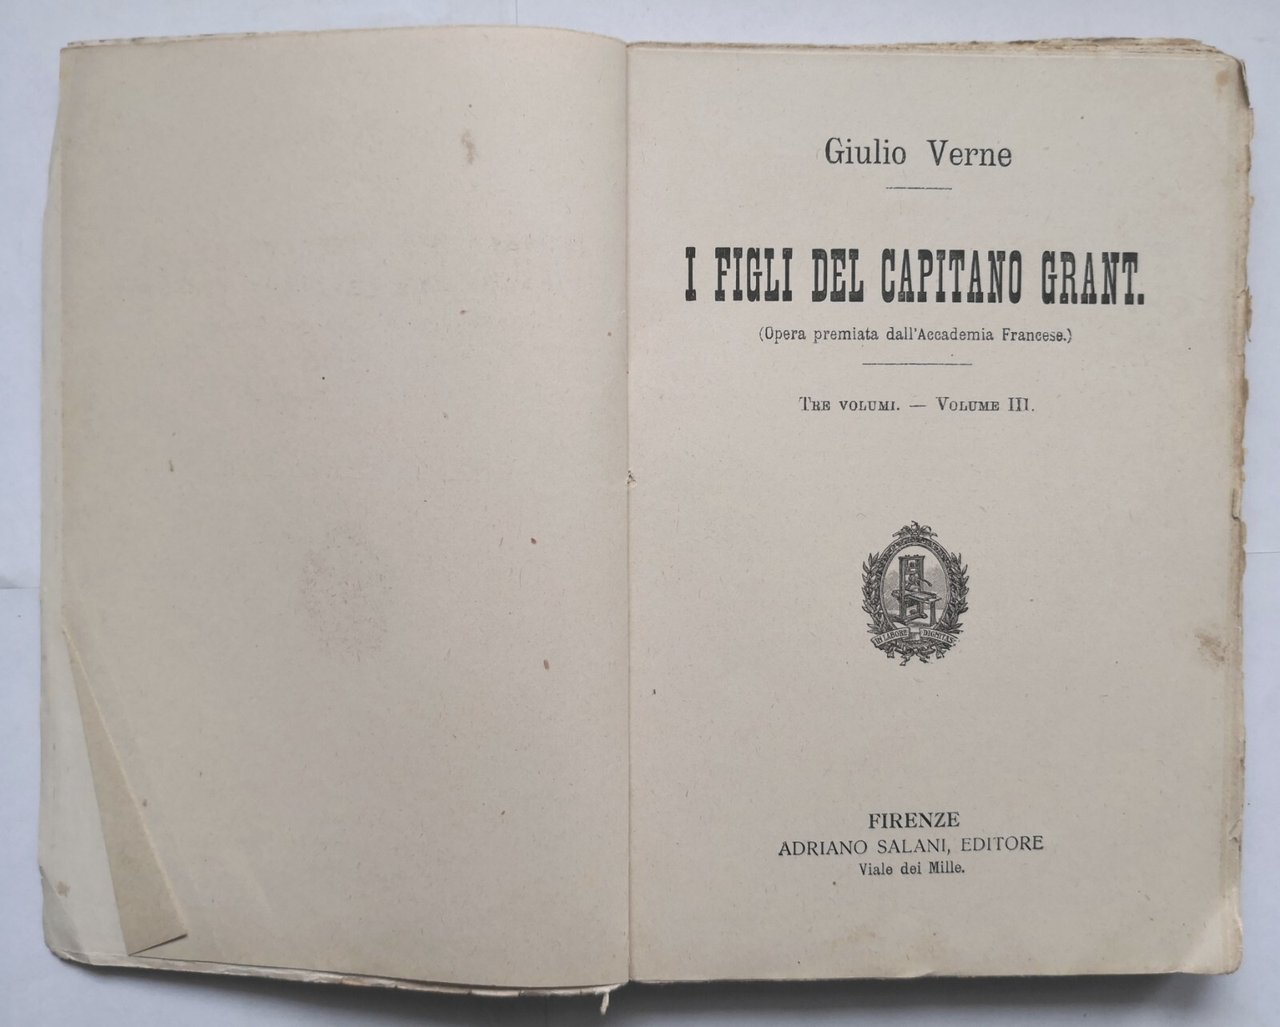 Giulio Verne
I FIGLI DEL CAPITANO GRANT.
(Opera premiata dall'Accademia Francese.)
TRE VOLUMI. — VOLUME III.
IN LABORE DIGNITAS
FIRENZE
ADRIANO SALANI, EDITORE
Viale dei Mille.